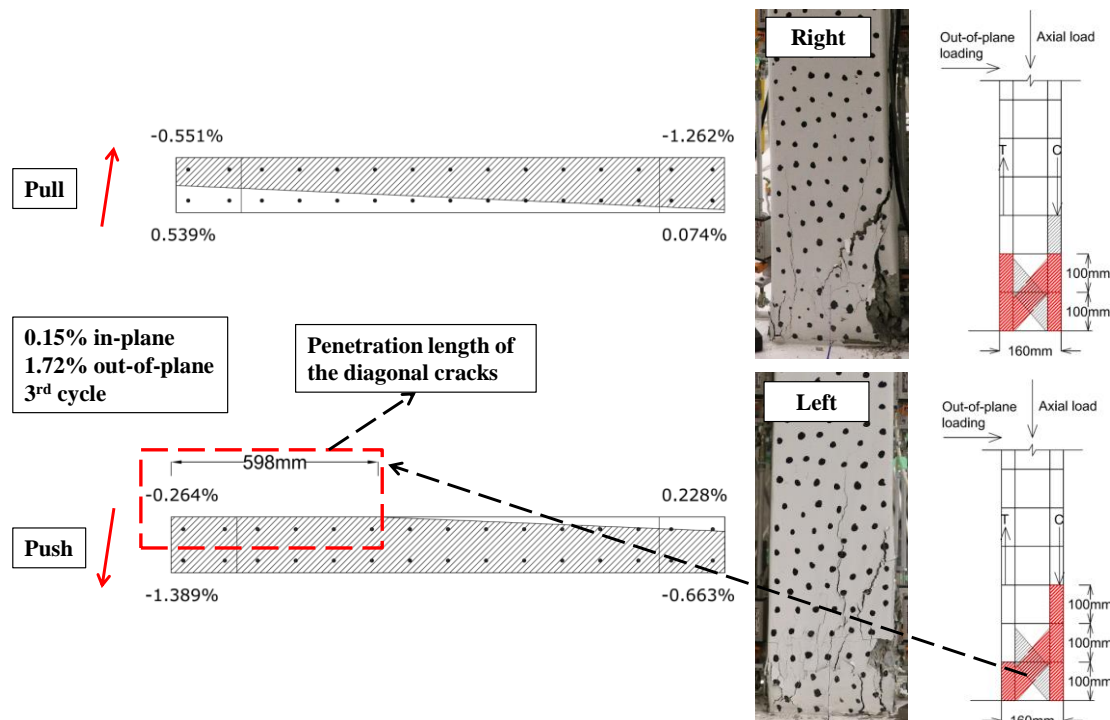 Right
Out-of-plane
loading
Axial load
-0.551%
-1.262%
T
C
Pull
0.539%
0.074%
100mm
100mm
160mm
0.15% in-plane
1.72% out-of-plane
3rd cycle
Penetration length of
the diagonal cracks
Left
Out-of-plane
loading
Axial load
598mm
-0.264%
0.228%
T
C
Push
-1.389%
-0.663%
100mm
100mm
100mm
160mm